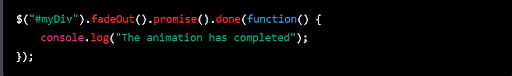 $("#myDiv").fadeOut().promise().done(function() {
    console.log("The animation has completed");
});